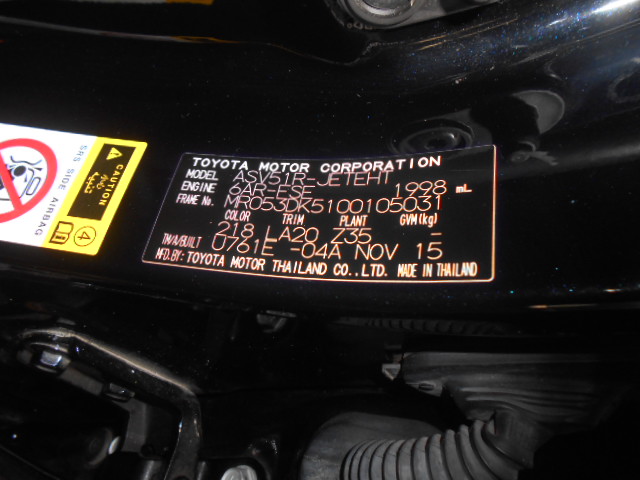 TOYOTA MOTOR CORPORATION
MODEL ASV51R-JETEHT
ENGINE 6AR-FSE 1998 mL
FRAME No. MR053DK5100105031
COLOR TRIM PLANT GVM(kg)
218 LA20 Z35 –
TM/A/BUILT U761E -04A NOV 15
MFD.BY: TOYOTA MOTOR THAILAND CO., LTD. MADE IN THAILAND
SRS SIDE AIRBAG
CAUTION
4